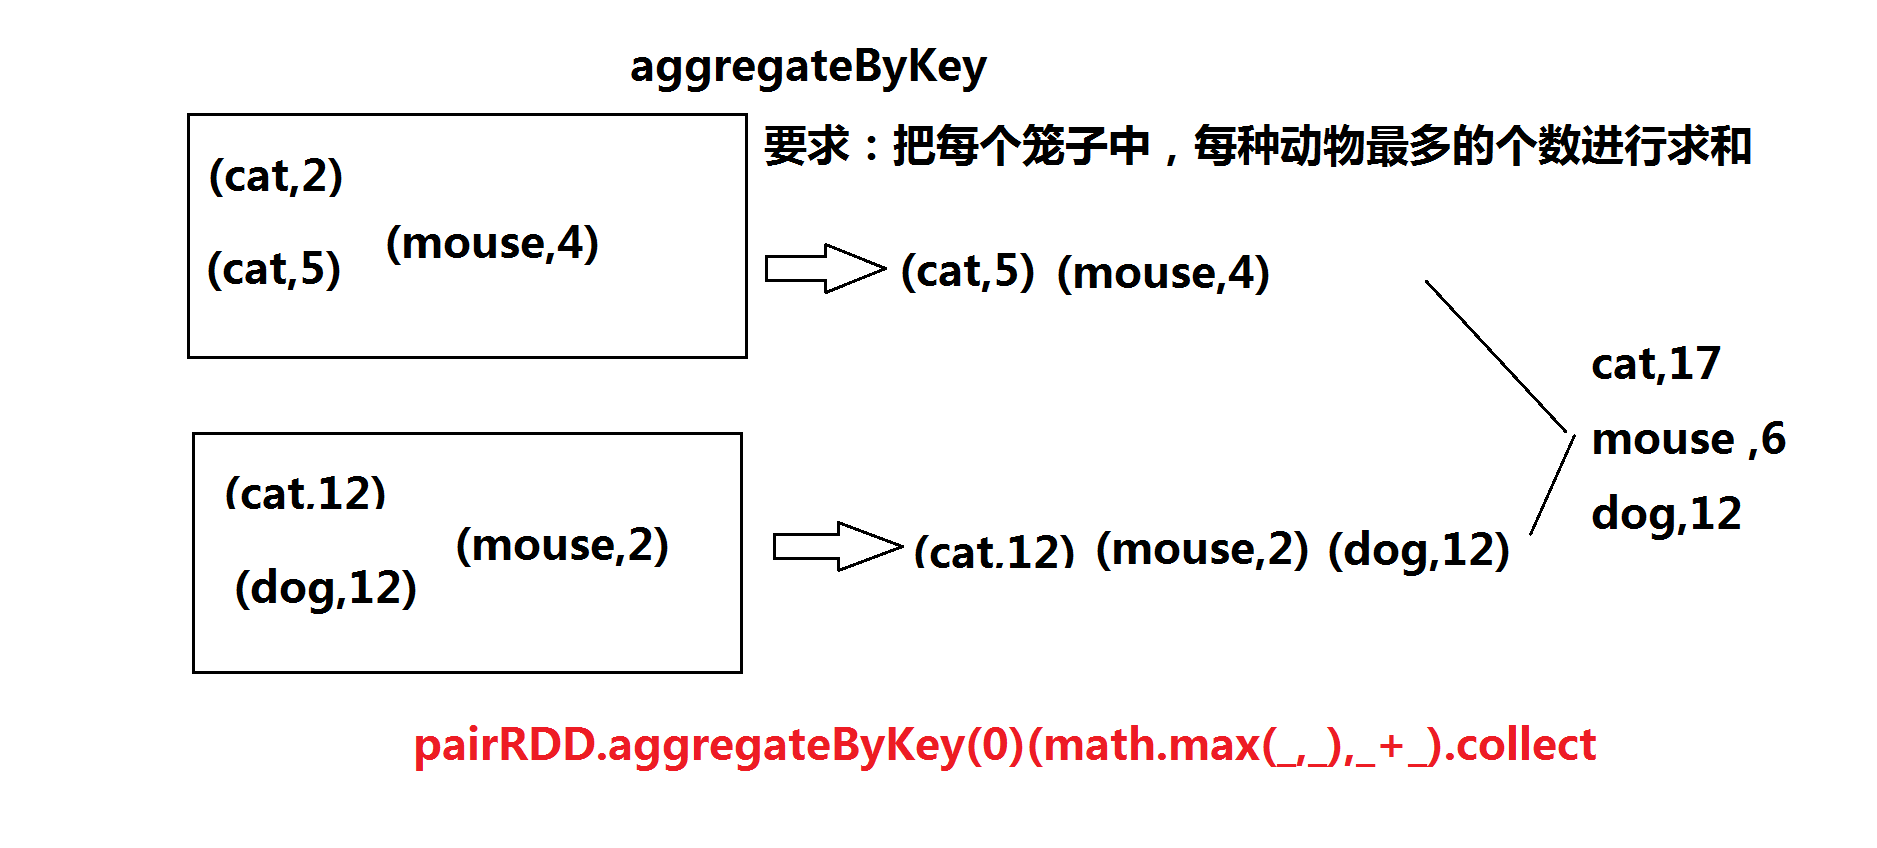 aggregateByKey
要求：把每个笼子中，每种动物最多的个数进行求和
(cat,2)
(mouse,4)
(cat,5)
(cat,5) (mouse,4)
cat,17
mouse ,6
dog,12
(cat,12)
(mouse,2)
(dog,12)
(cat,12) (mouse,2) (dog,12)
pairRDD.aggregateByKey(0)(math.max(_,_),_+_).collect